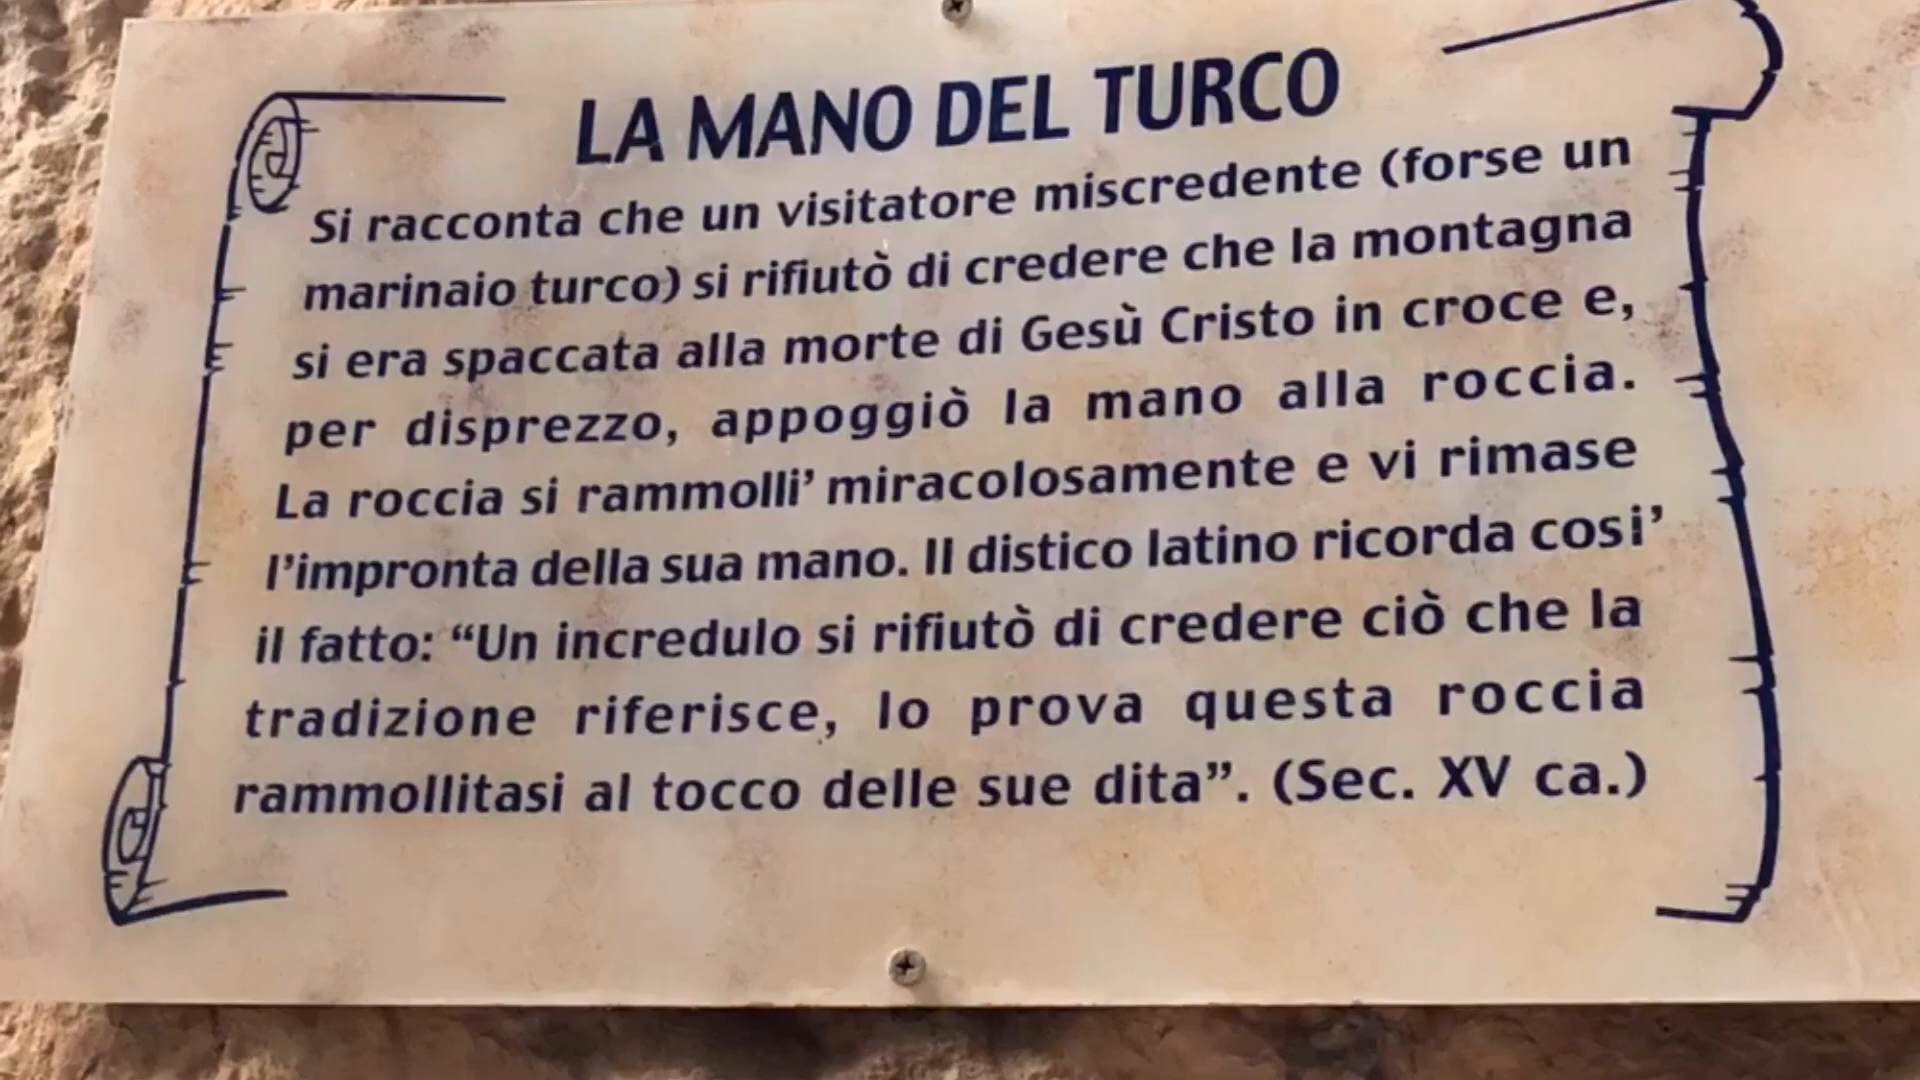 LA MANO DEL TURCO
Si racconta che un visitatore miscredente (forse un
marinaio turco) si rifiutò di credere che la montagna
si era spaccata alla morte di Gesù Cristo in croce e,
per disprezzo, appoggiò la mano alla roccia.
La roccia si rammolli’ miracolosamente e vi rimase
l’impronta della sua mano. Il distico latino ricorda cosi’
il fatto: “Un incredulo si rifiutò di credere ciò che la
tradizione riferisce, lo prova questa roccia
rammollitasi al tocco delle sue dita”. (Sec. XV ca.)